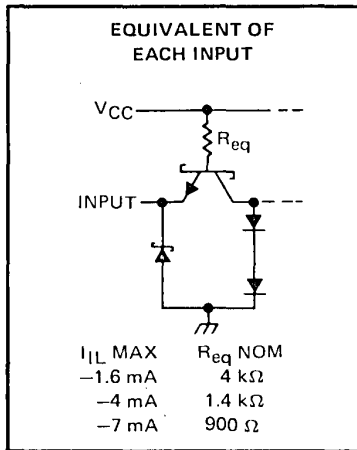 EQUIVALENT OF
EACH INPUT
VCC
Req
INPUT
IIL MAX Req NOM
−1.6 mA 4 kΩ
−4 mA 1.4 kΩ
−7 mA 900 Ω